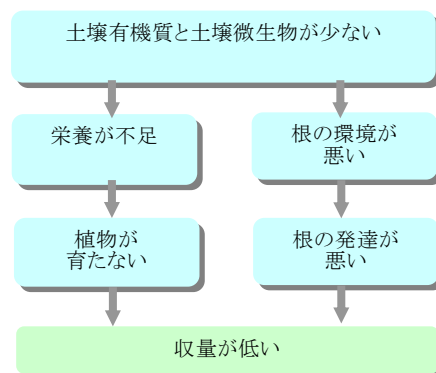 土壌有機質と土壌微生物が少ない
栄養が不足
根の環境が
悪い
植物が
育たない
根の発達が
悪い
収量が低い